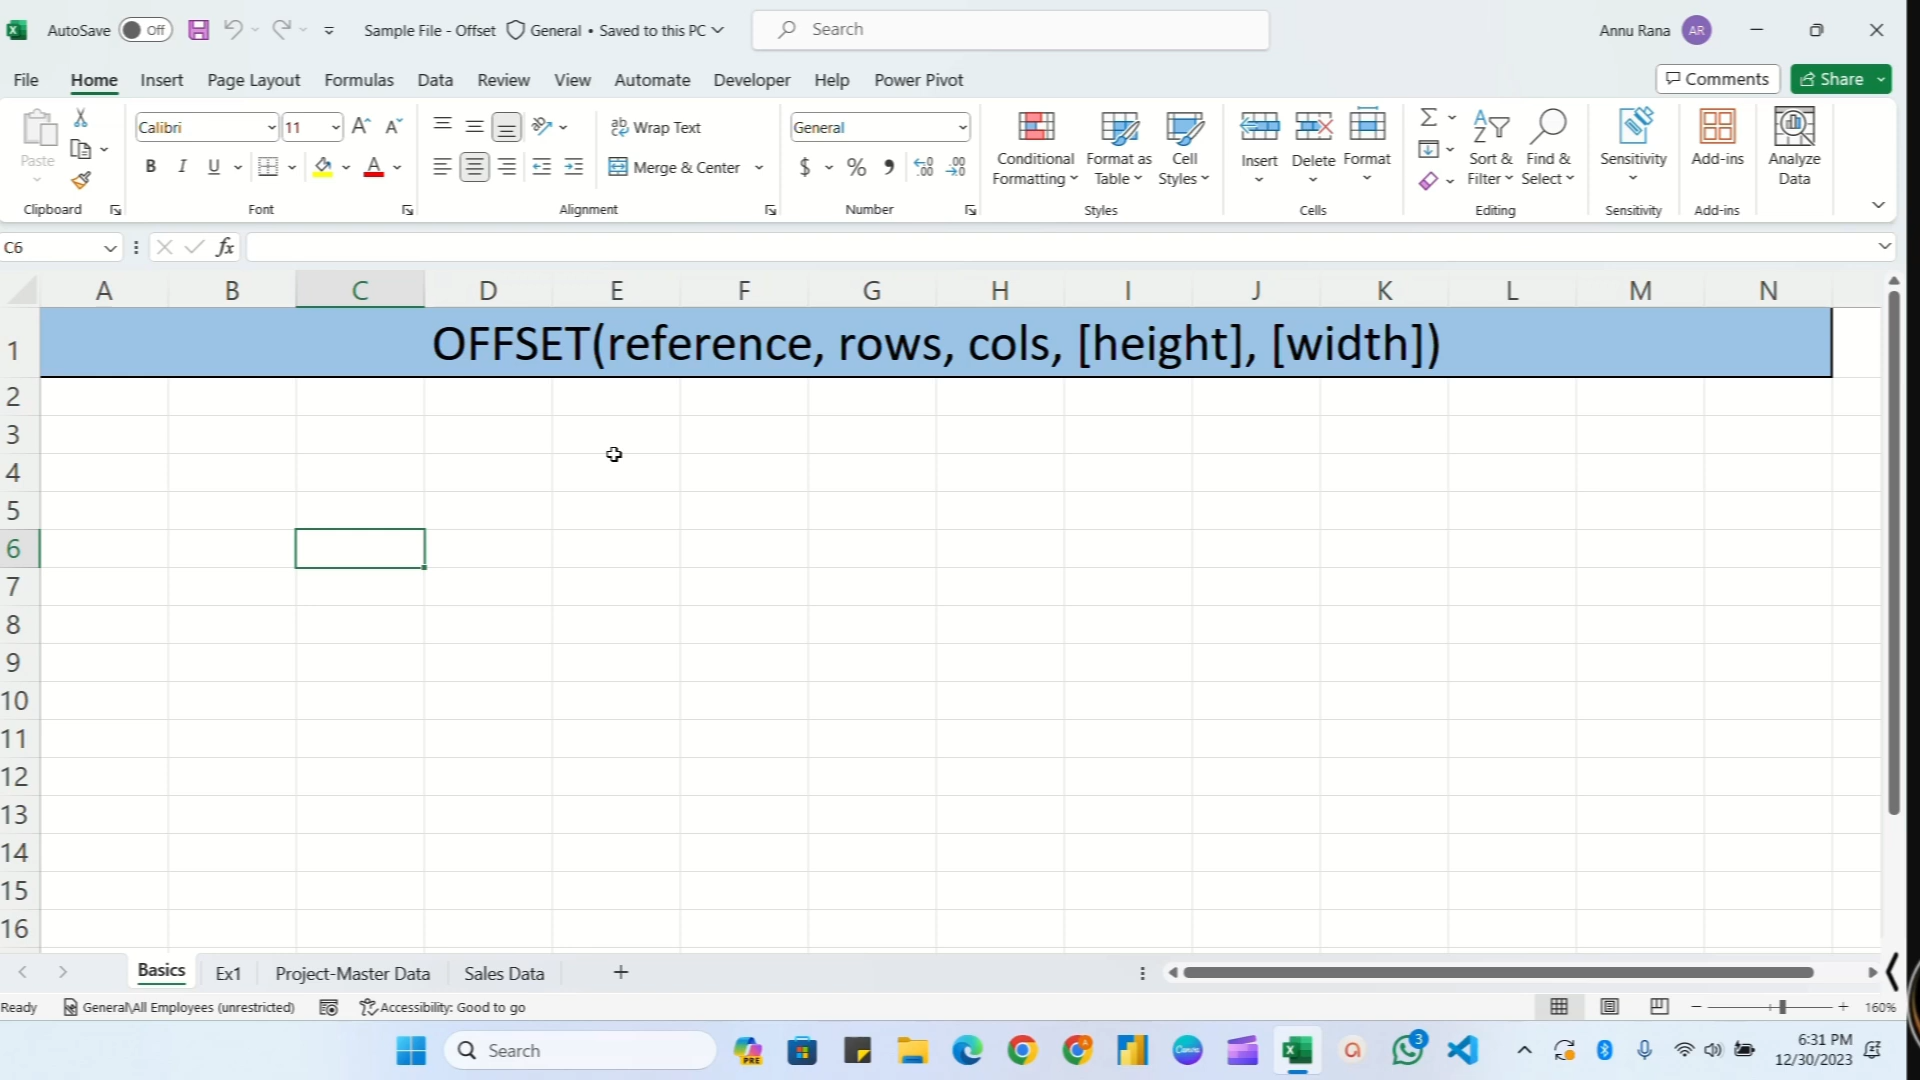 AutoSave Off Sample File - Offset General • Saved to this PC Search Annu Rana AR
File Home Insert Page Layout Formulas Data Review View Automate Developer Help Power Pivot Comments Share
Paste
Clipboard
Calibri 11
B I U A
Font
Wrap Text
Merge & Center
Alignment
General
$ % , .00
Number
Conditional Formatting
Format as Table
Cell Styles
Styles
Insert Delete Format
Cells
Sort & Filter
Find & Select
Editing
Sensitivity
Sensitivity
Add-ins
Add-ins
Analyze Data
C6 fx
A B C D E F G H I J K L M N
1 OFFSET(reference, rows, cols, [height], [width])
2
3
4
5
6
7
8
9
10
11
12
13
14
15
16
Basics Ex1 Project-Master Data Sales Data +
Ready General\All Employees (unrestricted) Accessibility: Good to go 160%
Search PRE 3 6:31 PM
12/30/2023